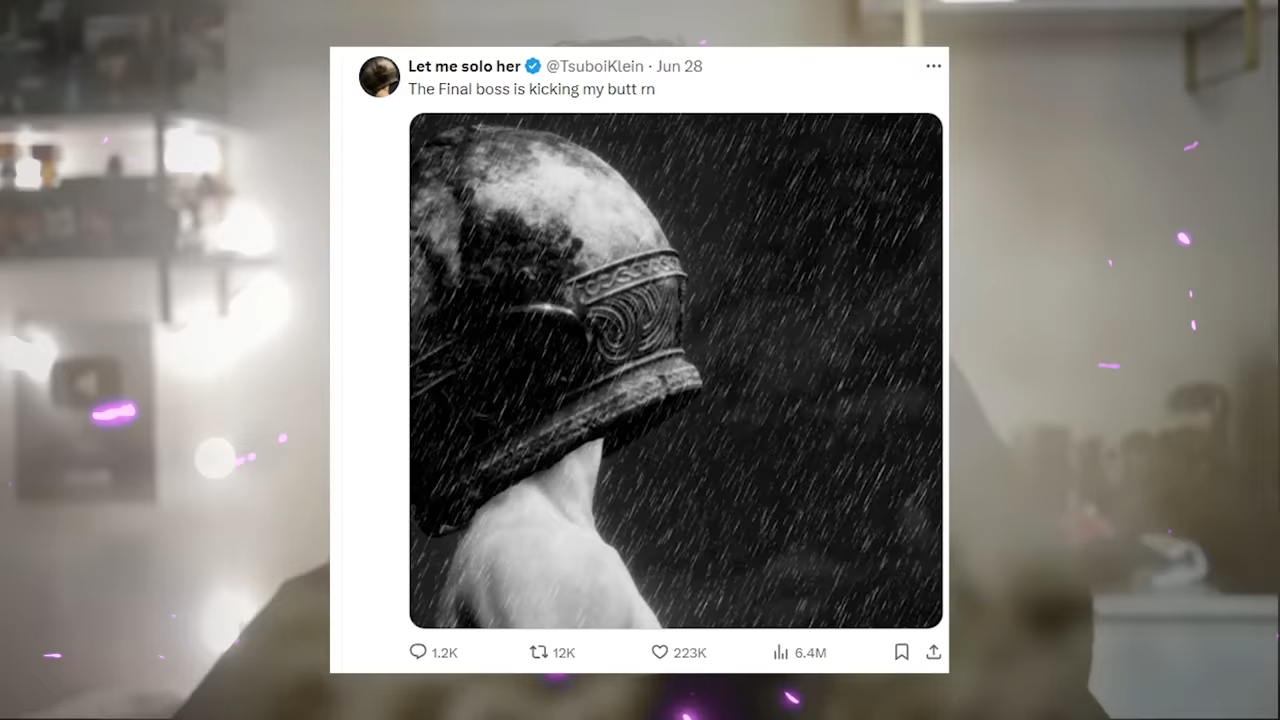 Let me solo her @TsuboiKlein · Jun 28
The Final boss is kicking my butt rn
1.2K 12K 223K 6.4M